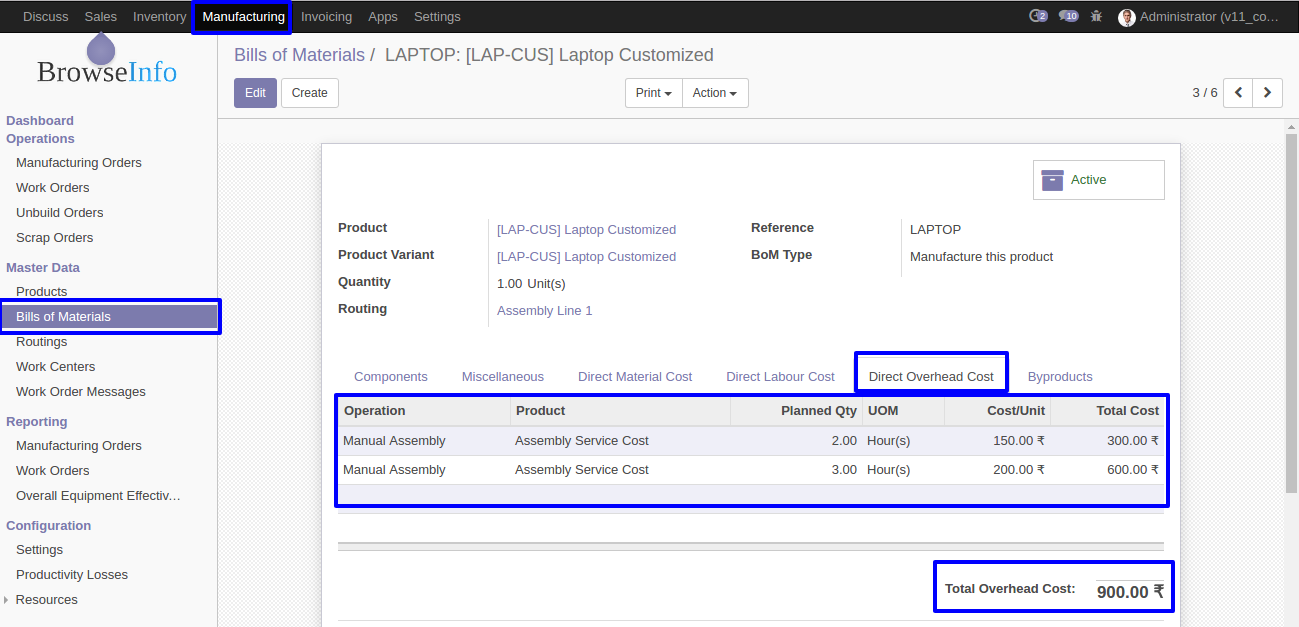 Discuss Sales Inventory Manufacturing Invoicing Apps Settings 2 10 Administrator (v11_co…
BrowseInfo
Bills of Materials / LAPTOP: [LAP-CUS] Laptop Customized
Edit Create Print Action 3 / 6
Dashboard
Operations
Manufacturing Orders
Work Orders
Unbuild Orders
Scrap Orders
Master Data
Products
Bills of Materials
Routings
Work Centers
Work Order Messages
Reporting
Manufacturing Orders
Work Orders
Overall Equipment Effectiv…
Configuration
Settings
Productivity Losses
Resources
Active
Product [LAP-CUS] Laptop Customized
Product Variant [LAP-CUS] Laptop Customized
Quantity 1.00 Unit(s)
Routing Assembly Line 1
Reference LAPTOP
BoM Type Manufacture this product
Components Miscellaneous Direct Material Cost Direct Labour Cost Direct Overhead Cost Byproducts
Operation Product Planned Qty UOM Cost/Unit Total Cost
Manual Assembly Assembly Service Cost 2.00 Hour(s) 150.00 ₹ 300.00 ₹
Manual Assembly Assembly Service Cost 3.00 Hour(s) 200.00 ₹ 600.00 ₹
Total Overhead Cost: 900.00 ₹